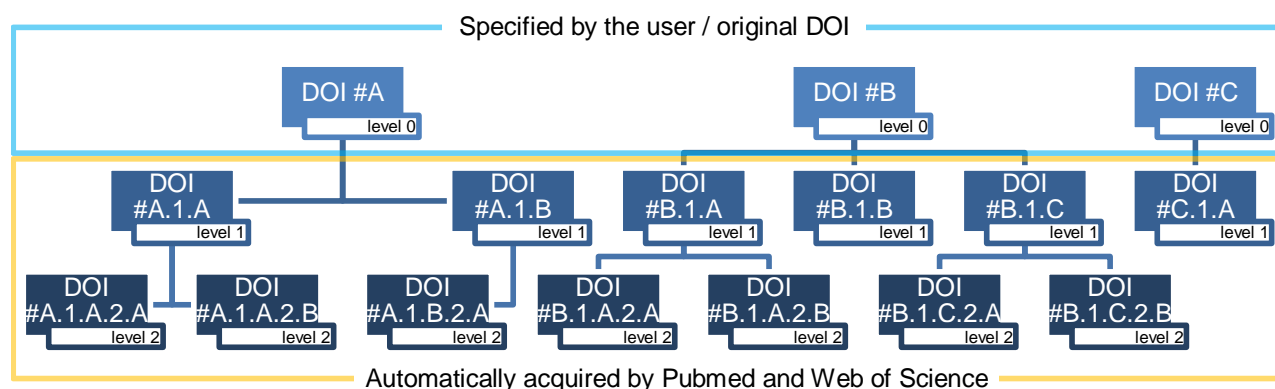 Specified by the user / original DOI
DOI #A
level 0
DOI #B
level 0
DOI #C
level 0
DOI
#A.1.A
level 1
DOI
#A.1.B
level 1
DOI
#B.1.A
level 1
DOI
#B.1.B
level 1
DOI
#B.1.C
level 1
DOI
#C.1.A
level 1
DOI
#A.1.A.2.A
level 2
DOI
#A.1.A.2.B
level 2
DOI
#A.1.B.2.A
level 2
DOI
#B.1.A.2.A
level 2
DOI
#B.1.A.2.B
level 2
DOI
#B.1.C.2.A
level 2
DOI
#B.1.C.2.B
level 2
Automatically acquired by Pubmed and Web of Science